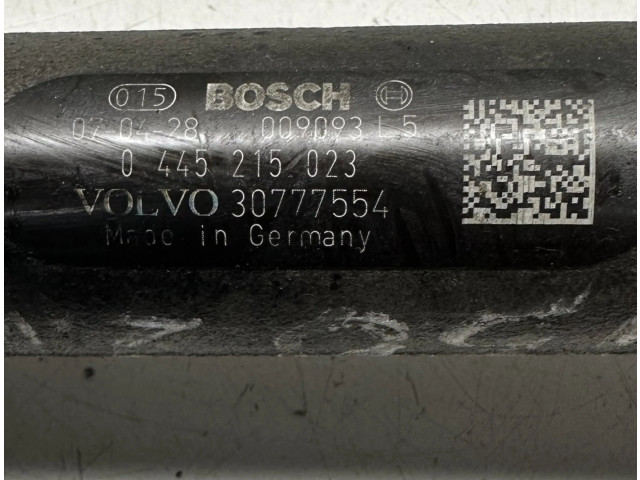 015 BOSCH
07-04-28 009093 L5
0 445 215 023
VOLVO 30777554
Made in Germany